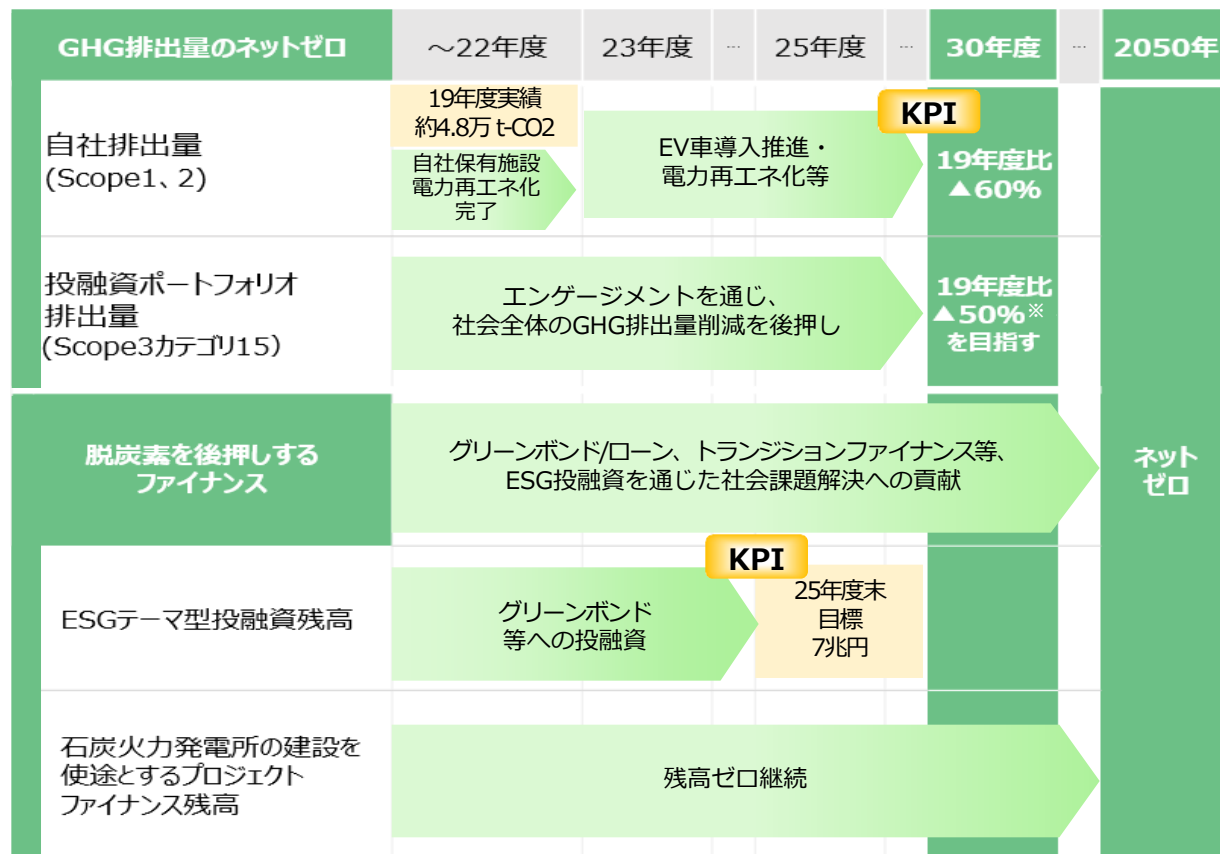 GHG排出量のネットゼロ
～22年度
23年度
…
25年度
…
30年度
…
2050年
自社排出量
(Scope1、2)
19年度実績
約4.8万 t-CO2
自社保有施設
電力再エネ化
完了
EV車導入推進・
電力再エネ化等
KPI
19年度比
▲60%
投融資ポートフォリオ
排出量
(Scope3カテゴリ15)
エンゲージメントを通じ、
社会全体のGHG排出量削減を後押し
19年度比
▲50%※
を目指す
脱炭素を後押しする
ファイナンス
グリーンボンド/ローン、トランジションファイナンス等、
ESG投融資を通じた社会課題解決への貢献
ネット
ゼロ
ESGテーマ型投融資残高
グリーンボンド
等への投融資
KPI
25年度末
目標
7兆円
石炭火力発電所の建設を
使途とするプロジェクト
ファイナンス残高
残高ゼロ継続